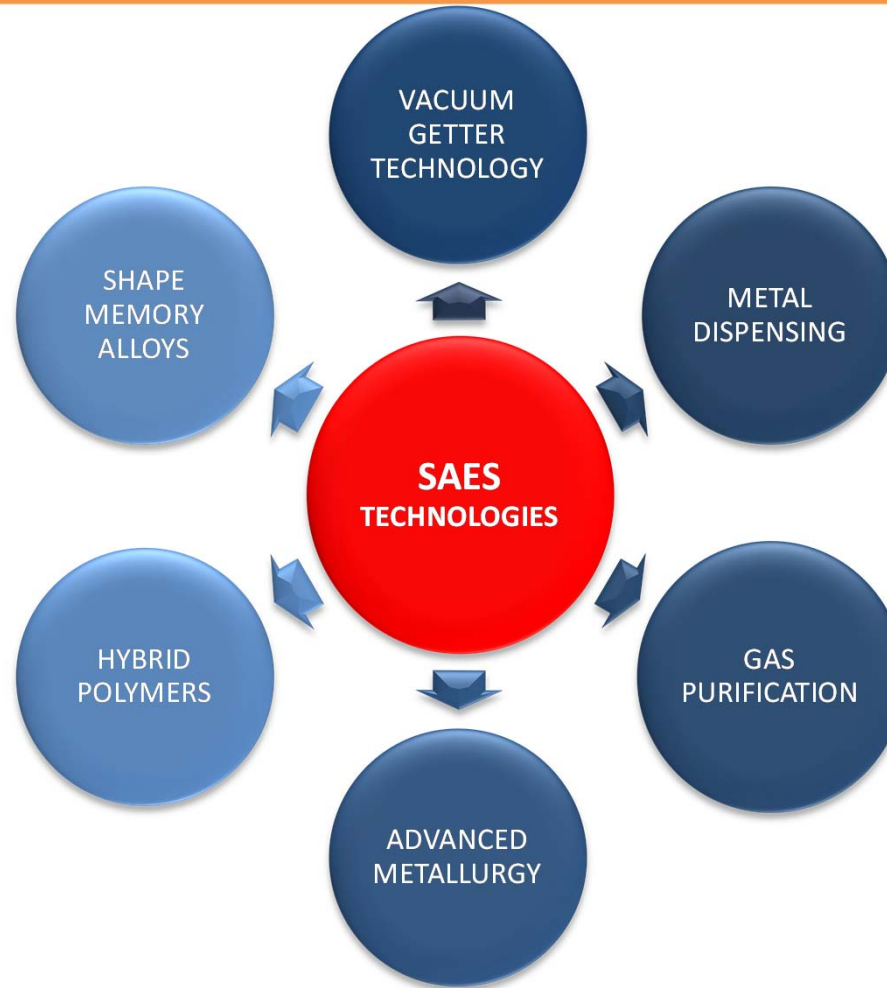 VACUUM
GETTER
TECHNOLOGY
SHAPE
MEMORY
ALLOYS
METAL
DISPENSING
SAES
TECHNOLOGIES
HYBRID
POLYMERS
GAS
PURIFICATION
ADVANCED
METALLURGY